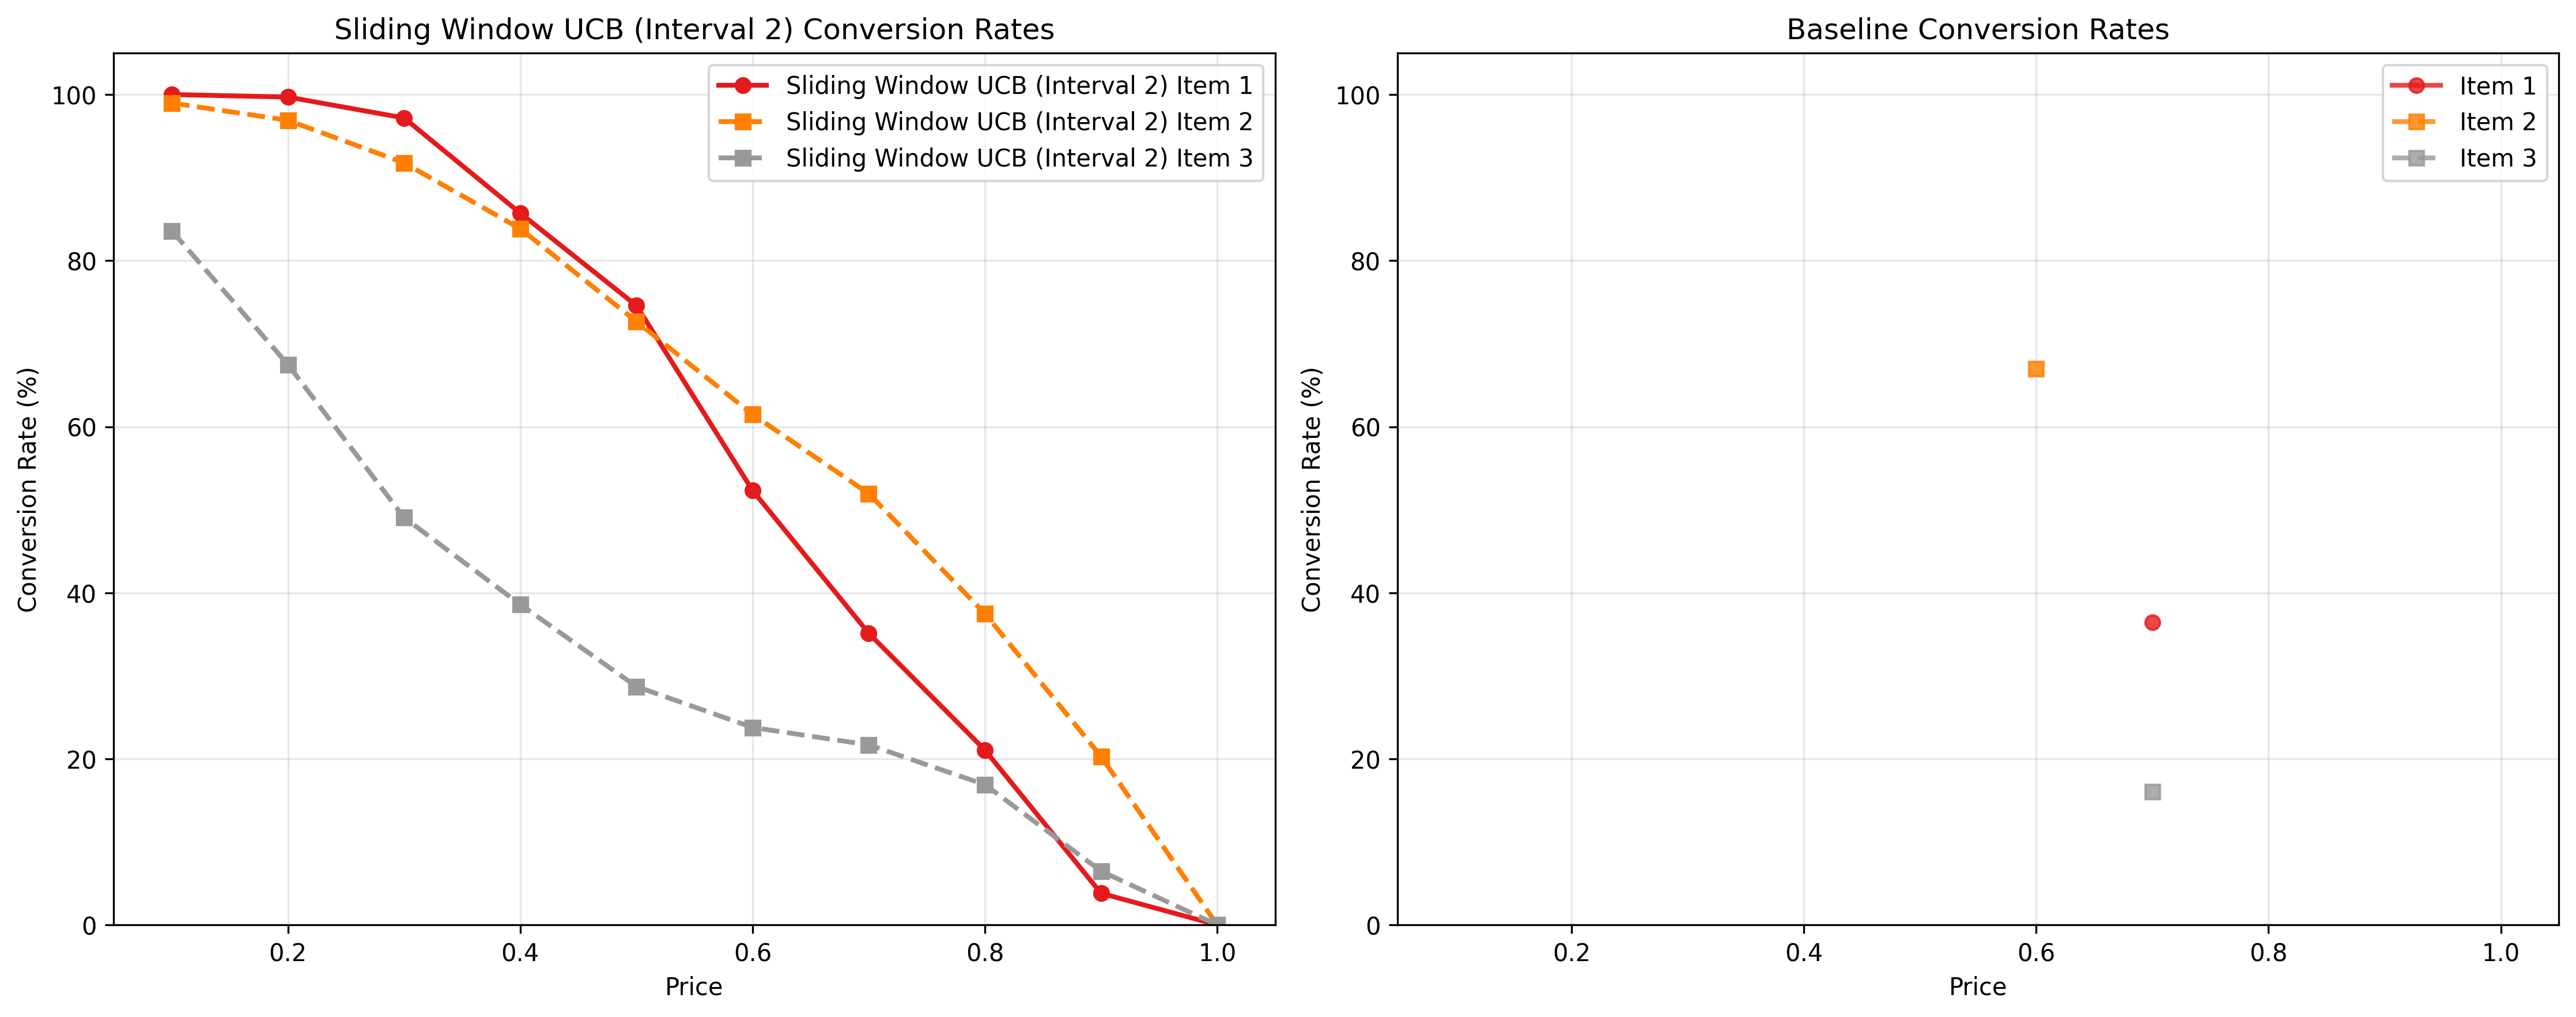 Sliding Window UCB (Interval 2) Conversion Rates
Conversion Rate (%)
100
80
60
40
20
0
Sliding Window UCB (Interval 2) Item 1
Sliding Window UCB (Interval 2) Item 2
Sliding Window UCB (Interval 2) Item 3
0.2 0.4 0.6 0.8 1.0
Price
Baseline Conversion Rates
Conversion Rate (%)
100
80
60
40
20
0
Item 1
Item 2
Item 3
0.2 0.4 0.6 0.8 1.0
Price